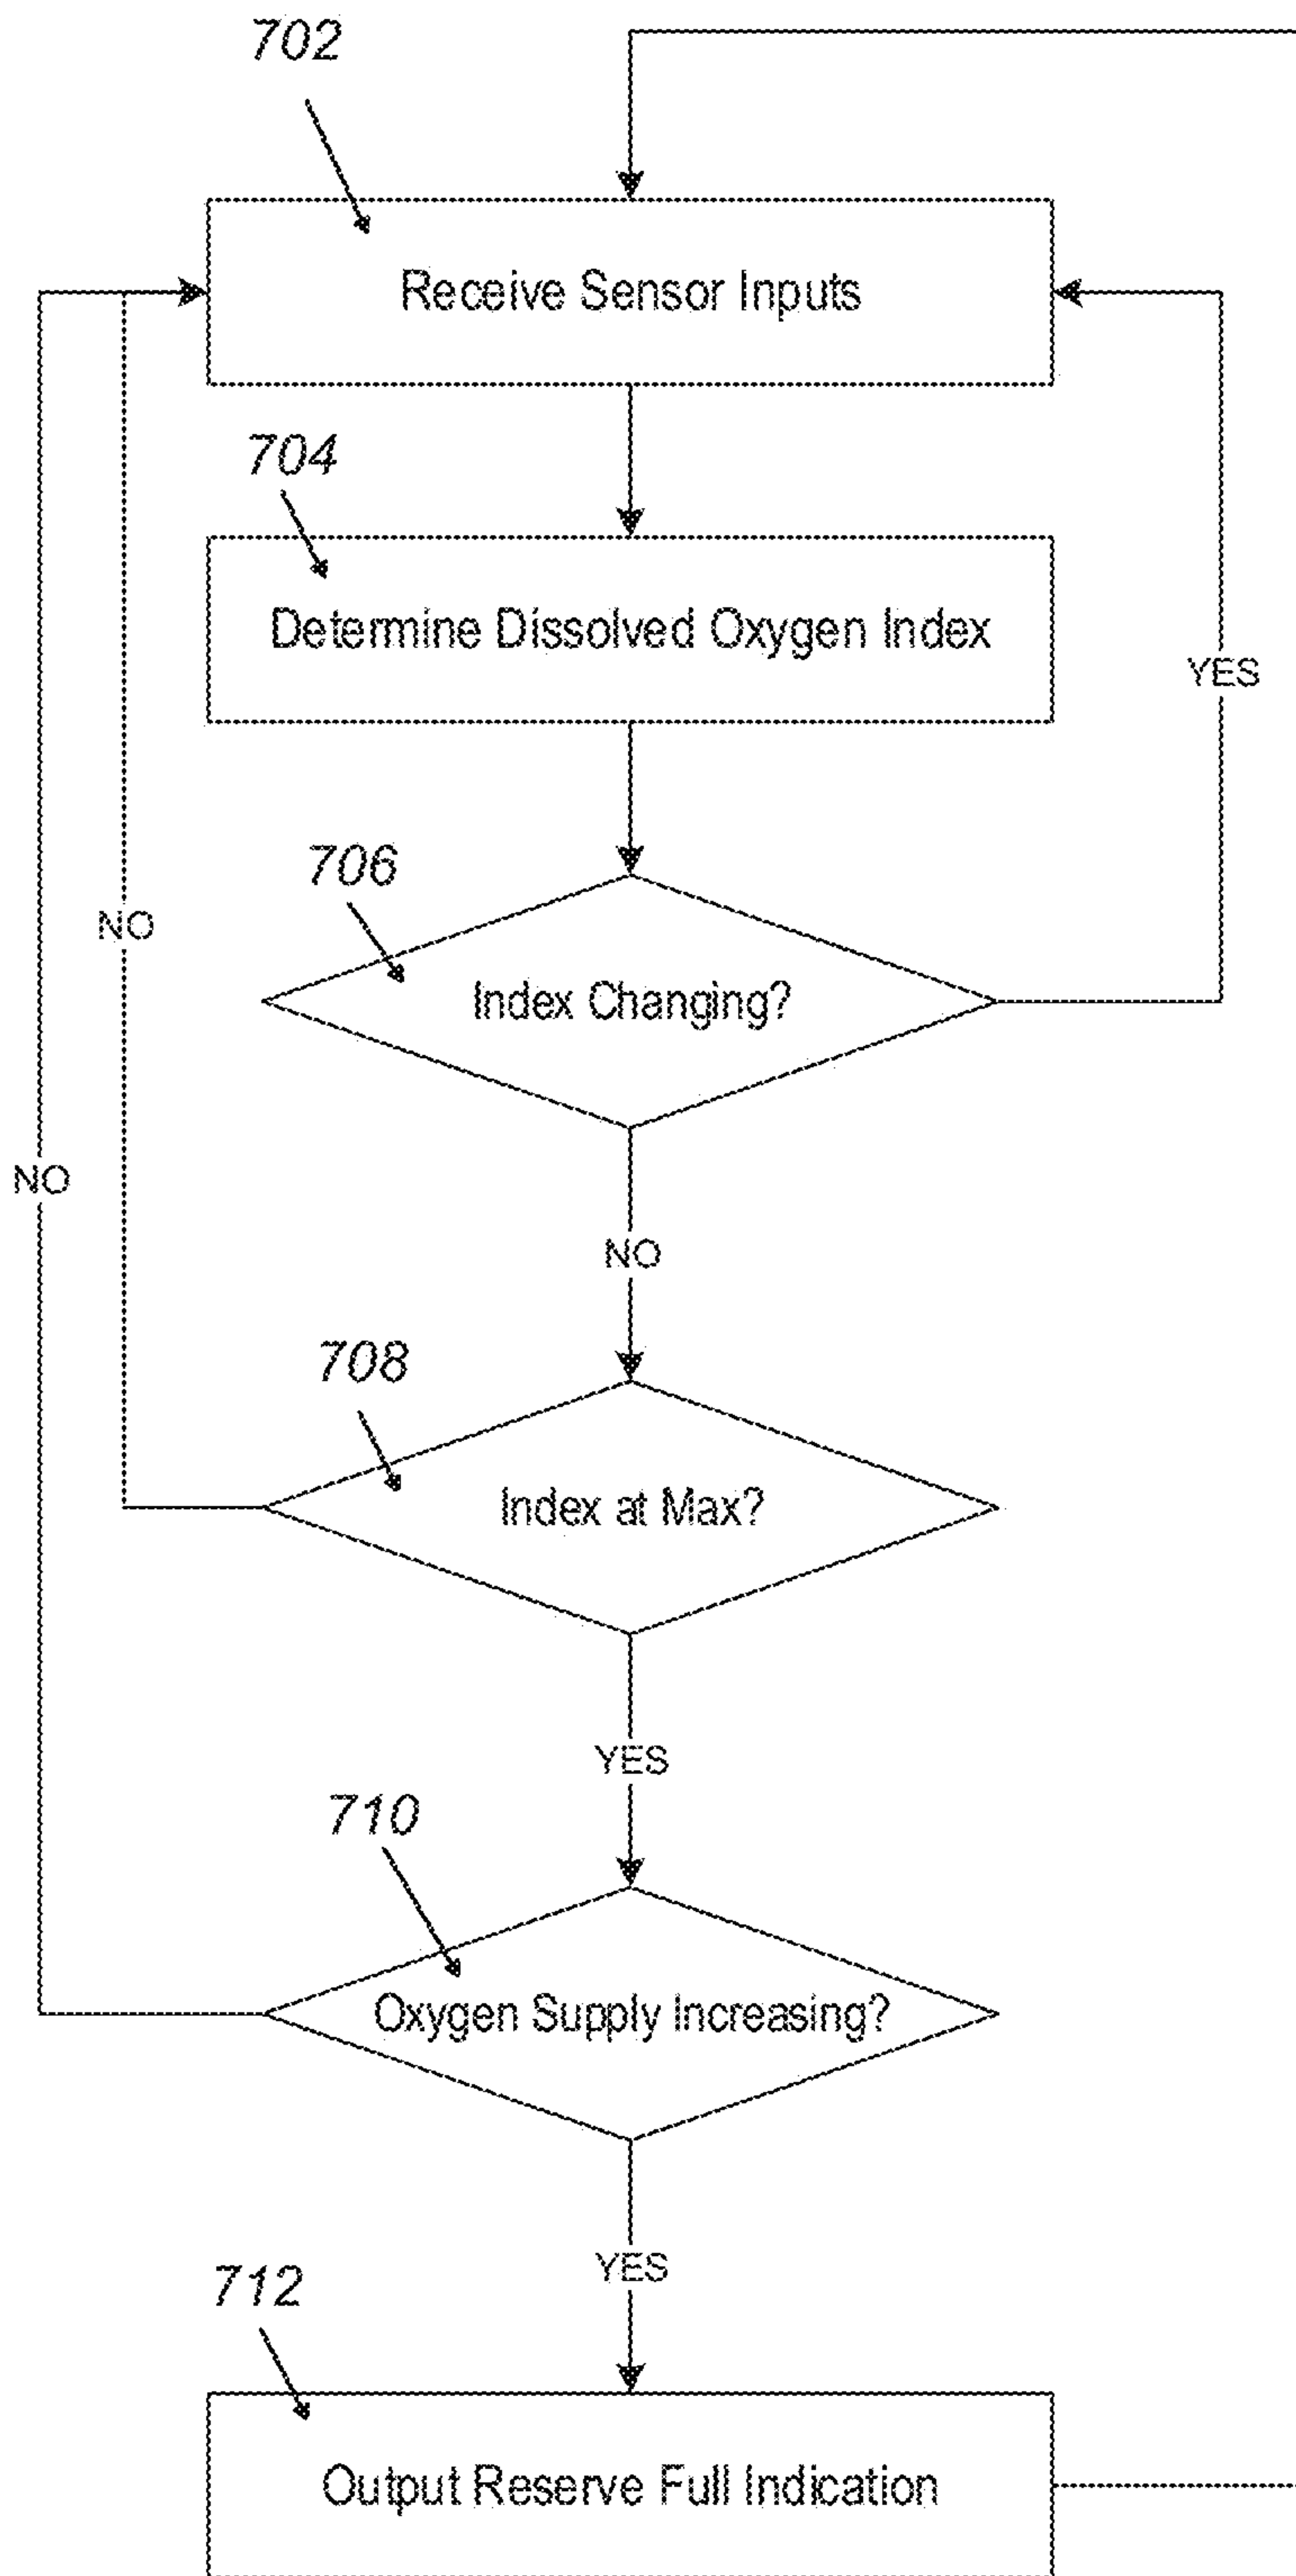 702
Receive Sensor Inputs
704
Determine Dissolved Oxygen Index
YES
706
NO
Index Changing?
NO
NO
708
Index at Max?
YES
710
Oxygen Supply Increasing?
YES
712
Output Reserve Full Indication